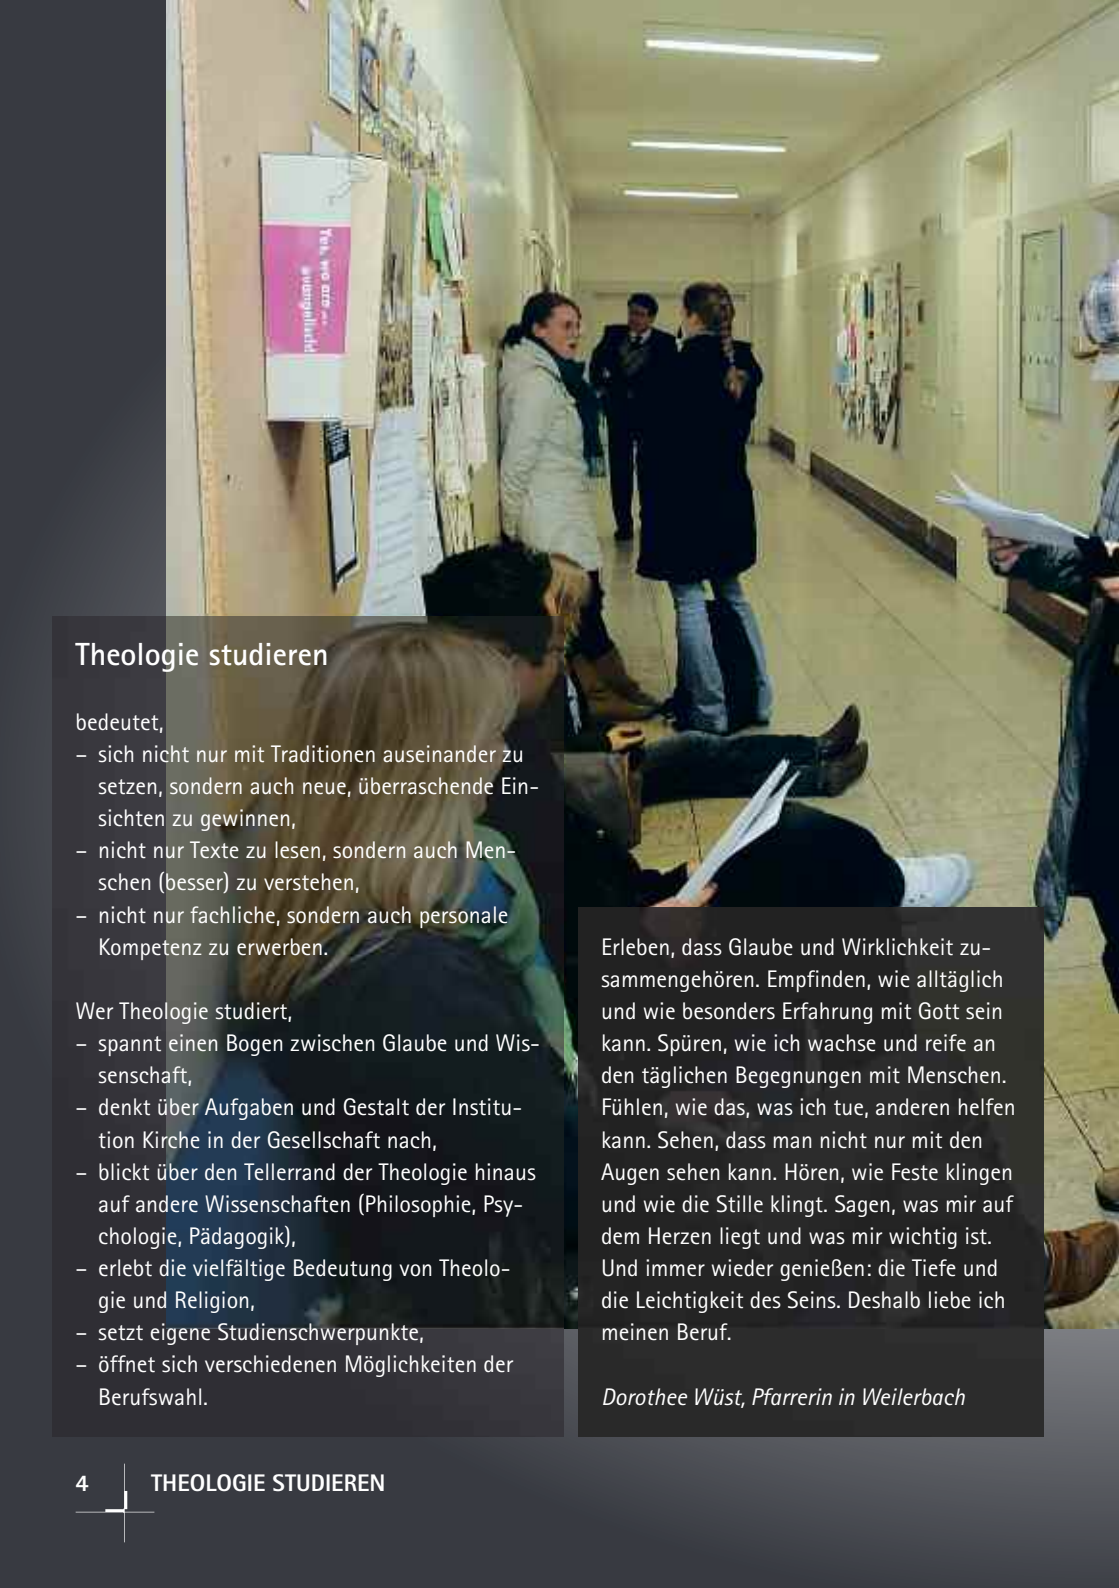 Yes, we are ...
evangelisch!
Theologie studieren
bedeutet,
– sich nicht nur mit Traditionen auseinander zu
setzen, sondern auch neue, überraschende Ein-
sichten zu gewinnen,
– nicht nur Texte zu lesen, sondern auch Men-
schen (besser) zu verstehen,
– nicht nur fachliche, sondern auch personale
Kompetenz zu erwerben.
Wer Theologie studiert,
– spannt einen Bogen zwischen Glaube und Wis-
senschaft,
– denkt über Aufgaben und Gestalt der Institu-
tion Kirche in der Gesellschaft nach,
– blickt über den Tellerrand der Theologie hinaus
auf andere Wissenschaften (Philosophie, Psy-
chologie, Pädagogik),
– erlebt die vielfältige Bedeutung von Theolo-
gie und Religion,
– setzt eigene Studienschwerpunkte,
– öffnet sich verschiedenen Möglichkeiten der
Berufswahl.
Erleben, dass Glaube und Wirklichkeit zu-
sammengehören. Empfinden, wie alltäglich
und wie besonders Erfahrung mit Gott sein
kann. Spüren, wie ich wachse und reife an
den täglichen Begegnungen mit Menschen.
Fühlen, wie das, was ich tue, anderen helfen
kann. Sehen, dass man nicht nur mit den
Augen sehen kann. Hören, wie Feste klingen
und wie die Stille klingt. Sagen, was mir auf
dem Herzen liegt und was mir wichtig ist.
Und immer wieder genießen: die Tiefe und
die Leichtigkeit des Seins. Deshalb liebe ich
meinen Beruf.
Dorothee Wüst, Pfarrerin in Weilerbach
4 THEOLOGIE STUDIEREN